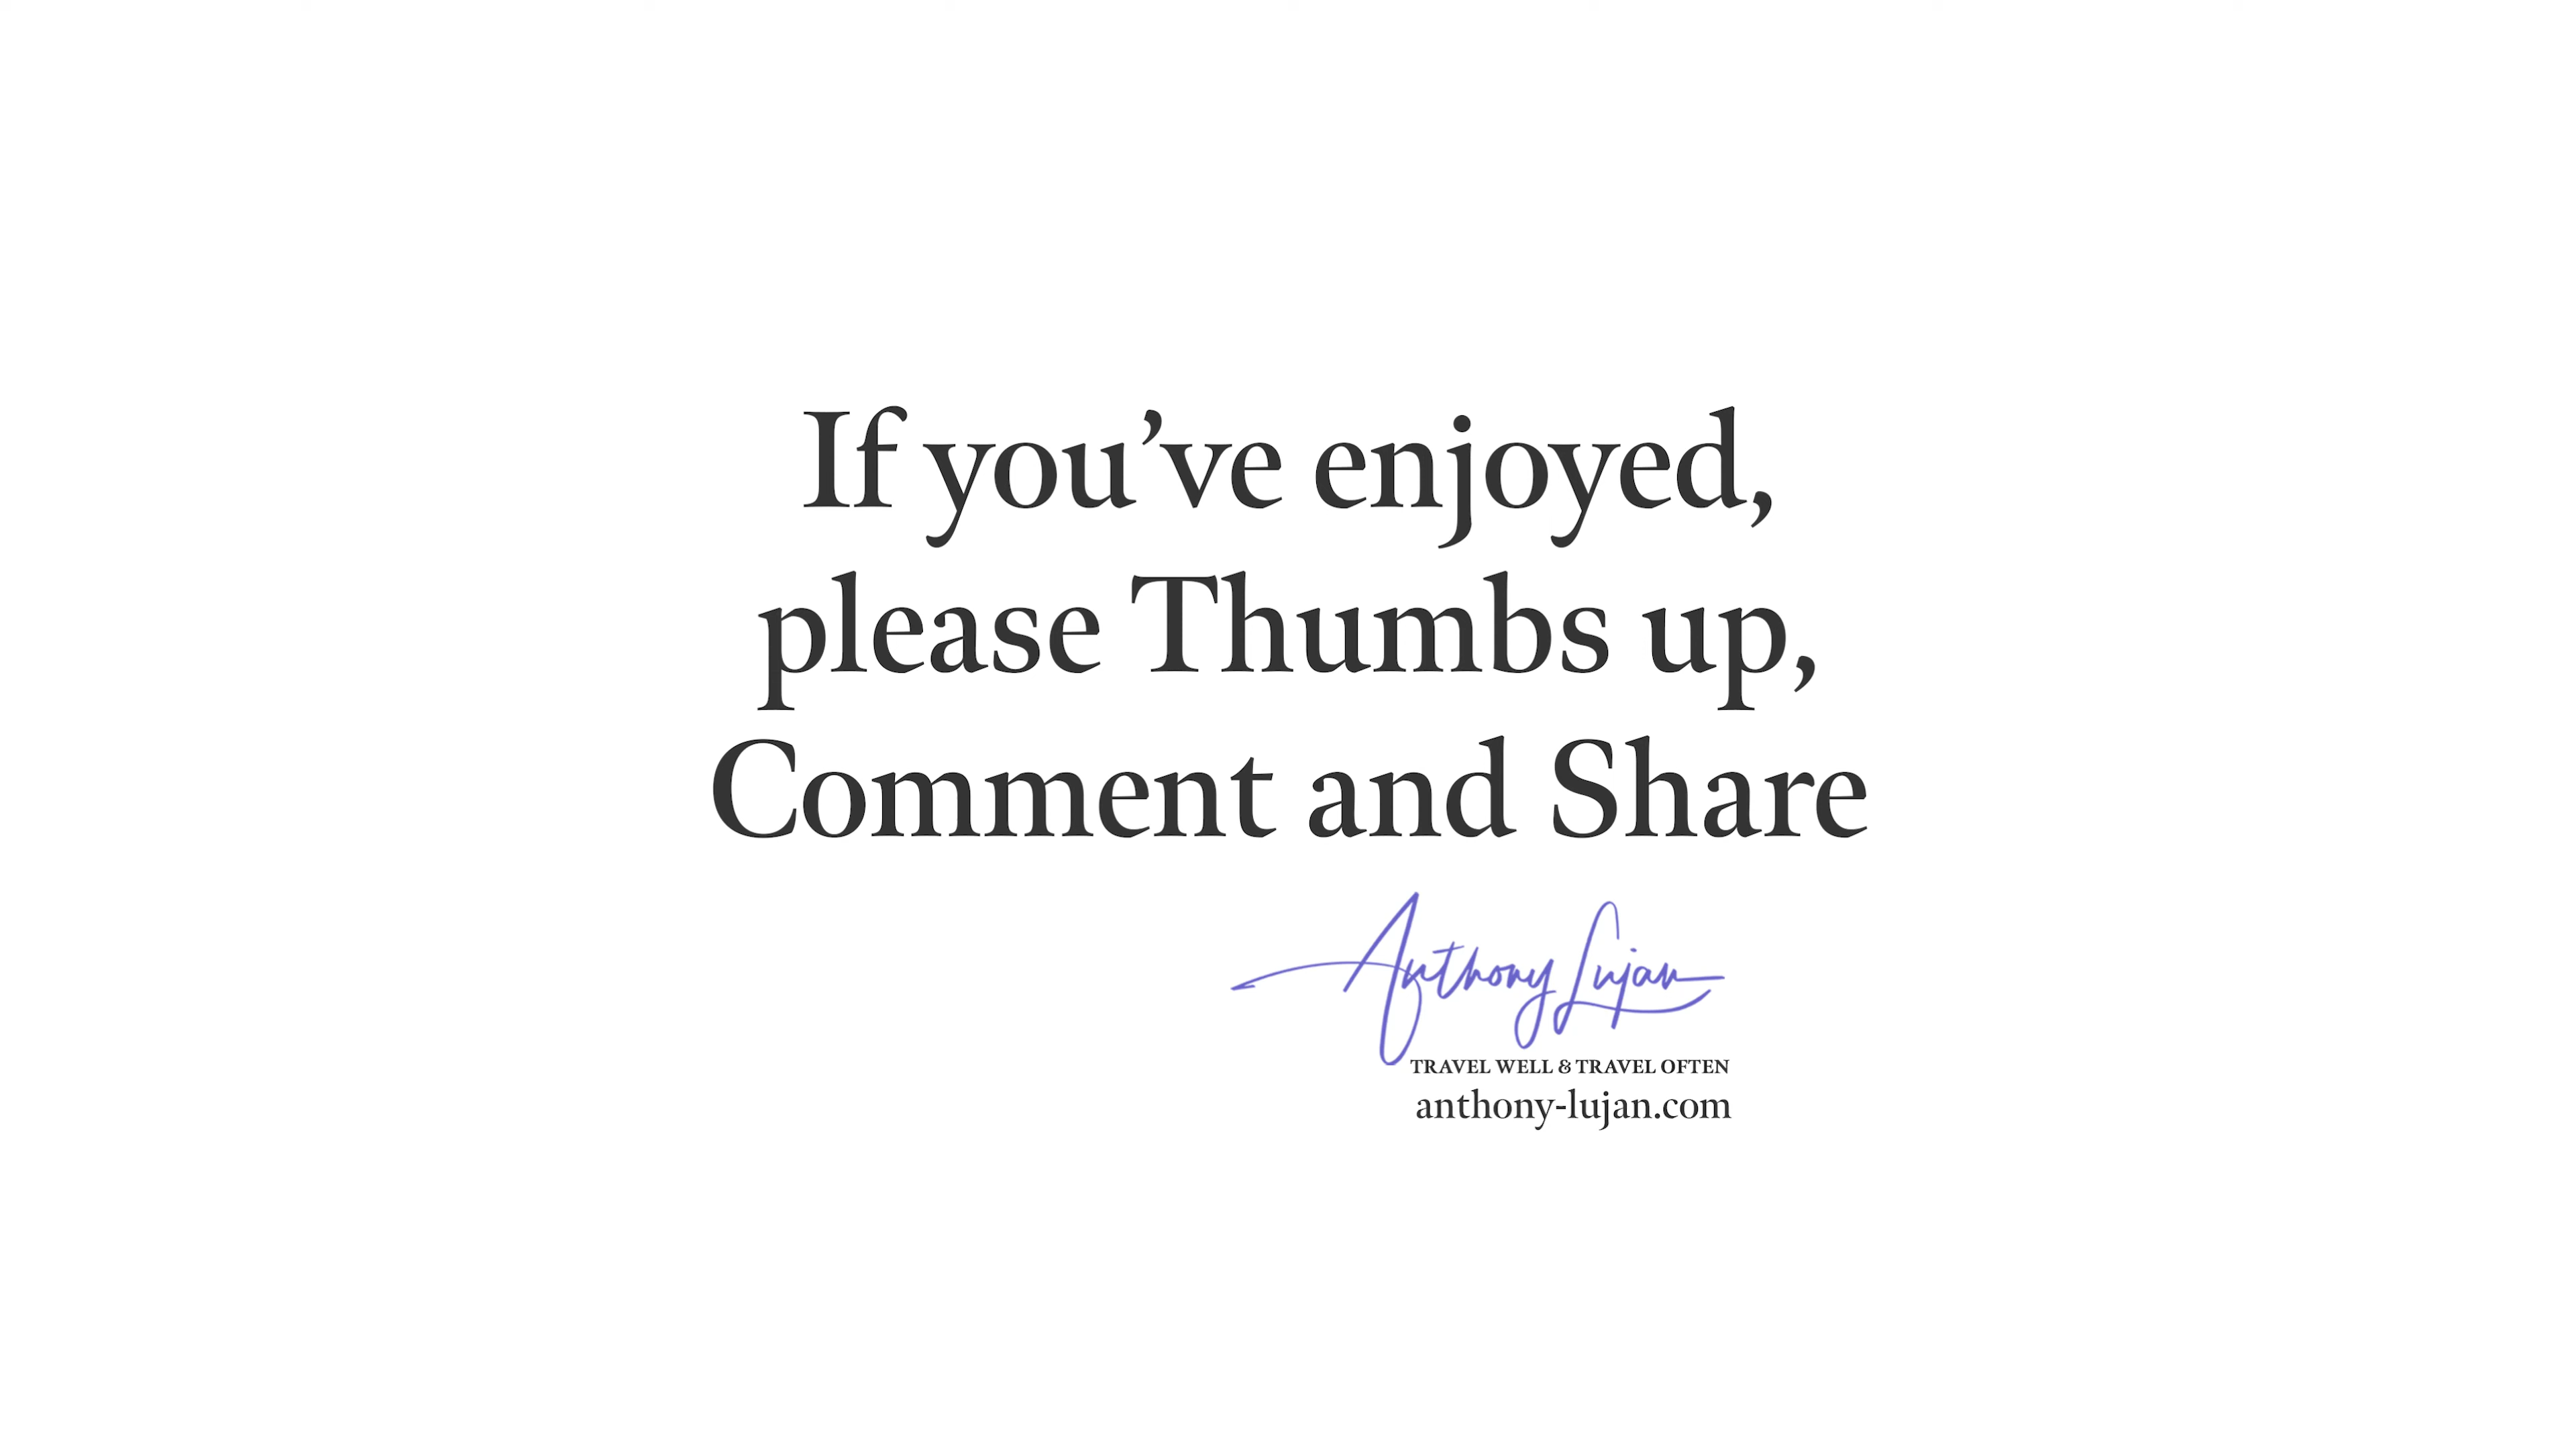 If you’ve enjoyed,
please Thumbs up,
Comment and Share
Anthony Lujan
TRAVEL WELL & TRAVEL OFTEN
anthony-lujan.com